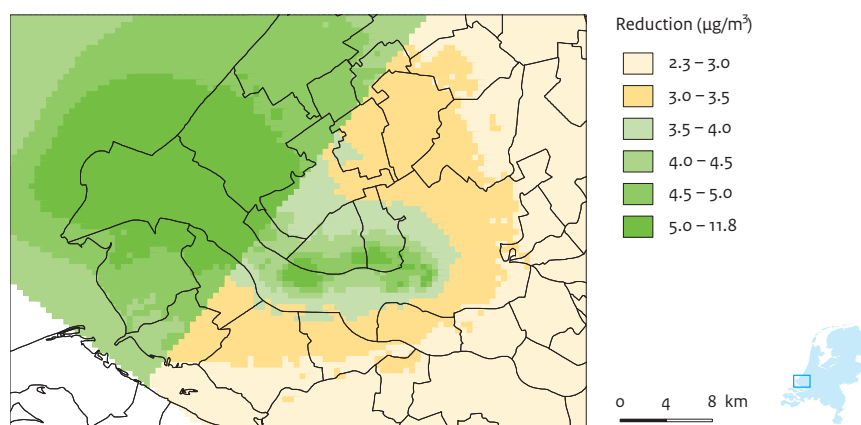 Reduction (µg/m³)
2.3 – 3.0
3.0 – 3.5
3.5 – 4.0
4.0 – 4.5
4.5 – 5.0
5.0 – 11.8
0 4 8 km